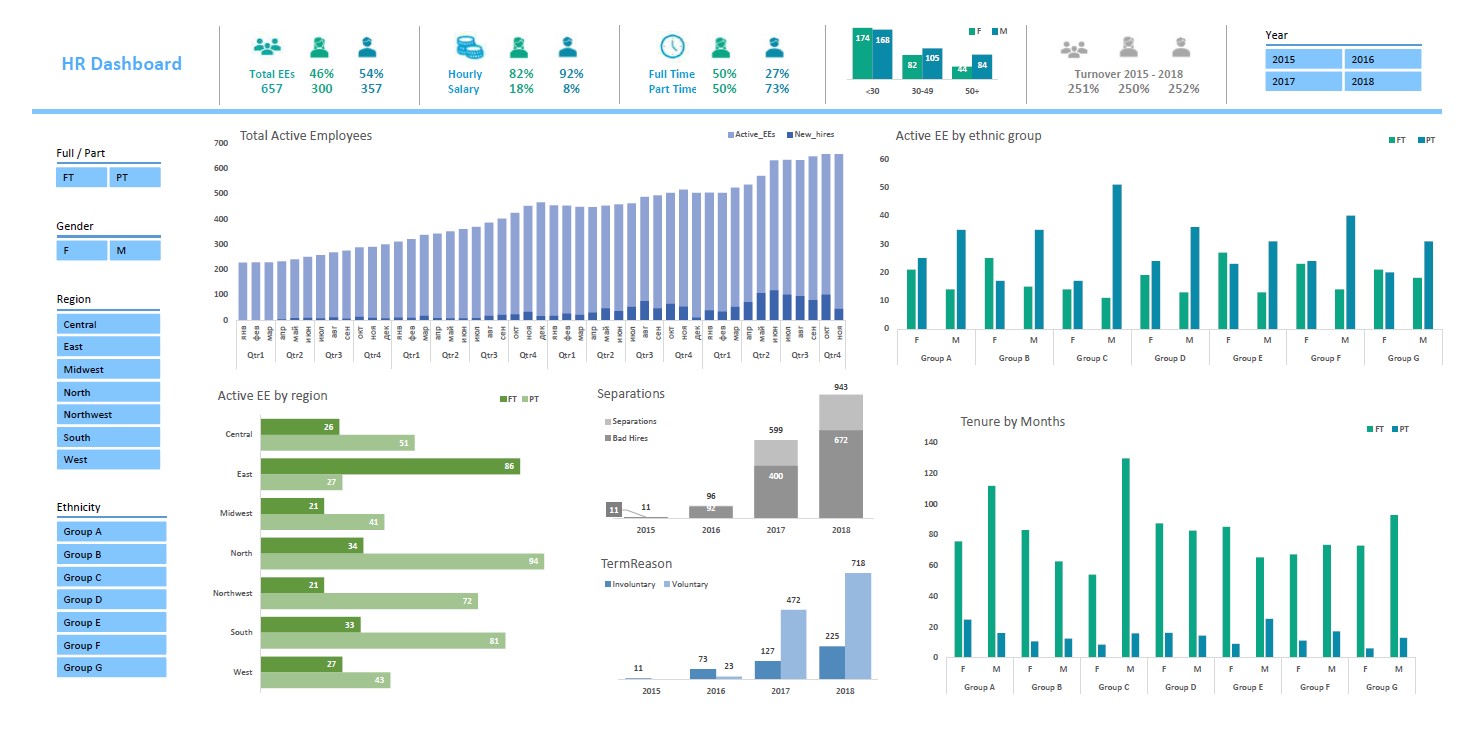 HR Dashboard
Total EEs 46% 54%
657 300 357
Hourly 82% 92%
Salary 18% 8%
Full Time 50% 27%
Part Time 50% 73%
F M
174 168 82 105 44 84
<30 30-49 50+
Turnover 2015 - 2018
251% 250% 252%
Year
2015 2016
2017 2018
Full / Part
FT PT
Gender
F M
Region
Central
East
Midwest
North
Northwest
South
West
Ethnicity
Group A
Group B
Group C
Group D
Group E
Group F
Group G
Total Active Employees
Active_EEs New_hires
700
600
500
400
300
200
100
0
янв фев мар апр май июн июл авг сен окт ноя дек янв фев мар апр май июн июл авг сен окт ноя дек янв фев мар апр май июн июл авг сен окт ноя дек янв фев мар апр май июн июл авг сен окт ноя
Qtr1 Qtr2 Qtr3 Qtr4 Qtr1 Qtr2 Qtr3 Qtr4 Qtr1 Qtr2 Qtr3 Qtr4 Qtr1 Qtr2 Qtr3 Qtr4
Active EE by ethnic group
FT PT
60
50
40
30
20
10
0
F M F M F M F M F M F M F M
Group A Group B Group C Group D Group E Group F Group G
Active EE by region
FT PT
Central 26
51
East 86
27
Midwest 21
41
North 34
94
Northwest 21
72
South 33
81
West 27
43
Separations
Separations
Bad Hires
943
599
672
400
96
92
11 11
2015 2016 2017 2018
TermReason
Involuntary Voluntary
718
472
225
127
73 23
11
2015 2016 2017 2018
Tenure by Months
FT PT
140
120
100
80
60
40
20
0
F M F M F M F M F M F M F M
Group A Group B Group C Group D Group E Group F Group G